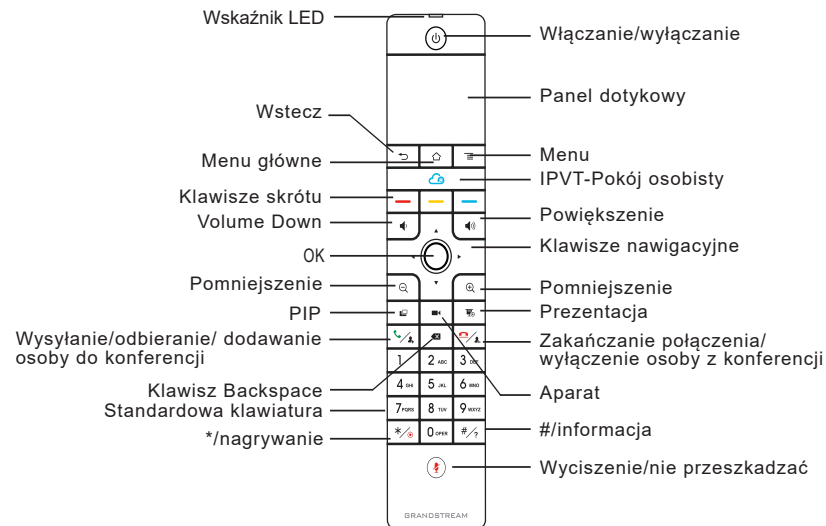 Wskaźnik LED
Włączanie/wyłączanie
Panel dotykowy
Wstecz
Menu główne
Menu
IPVT-Pokój osobisty
Klawisze skrótu
Volume Down
Powiększenie
OK
Klawisze nawigacyjne
Pomniejszenie
Pomniejszenie
PIP
Prezentacja
Wysyłanie/odbieranie/ dodawanie
osoby do konferencji
Zakańczanie połączenia/
wyłączenie osoby z konferencji
Klawisz Backspace
Aparat
Standardowa klawiatura
*/nagrywanie
#/informacja
Wyciszenie/nie przeszkadzać
1 2 ABC 3 DEF
4 GHI 5 JKL 6 MNO
7 PQRS 8 TUV 9 WXYZ
*/ 0 OPER #/?
GRANDSTREAM